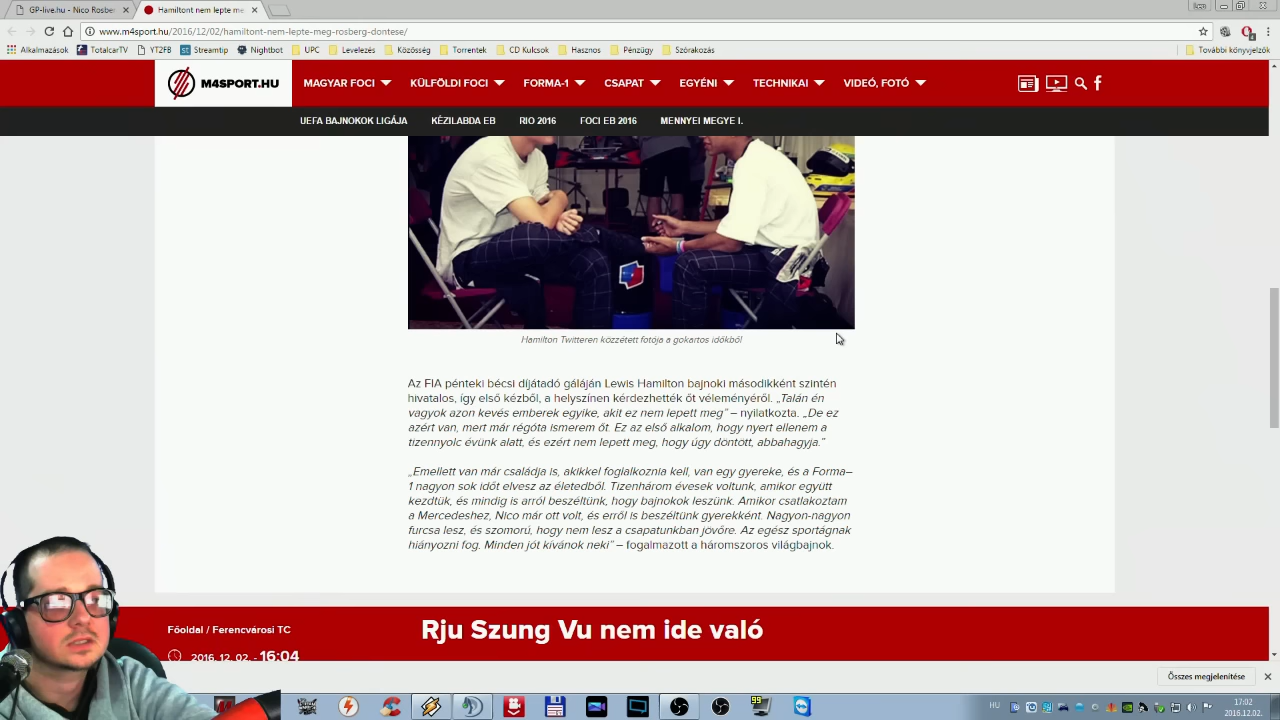 GP-live.hu - Nico Rosbe
Hamilton nem lepte me
www.m4sport.hu/2016/12/02/hamiltont-nem-lepte-meg-rosberg-dontese/
Alkalmazások TotalcarTV YT2FB Streamtip Nightbot UPC Levelezés Közösség Torrentek CD Kulcsok Hasznos Pénzügy Szórakozás További könyvjelzők
M4SPORT.HU MAGYAR FOCI KÜLFÖLDI FOCI FORMA-1 CSAPAT EGYÉNI TECHNIKAI VIDEÓ, FOTÓ
UEFA BAJNOKOK LIGÁJA KÉZILABDA EB RIO 2016 FOCI EB 2016 MENNYEI MEGYE I.
Hamilton Twitteren közzétett fotója a gokartos időkből
Az FIA pénteki bécsi díjátadó gáláján Lewis Hamilton bajnoki másodikként szintén
hivatalos, így első kézből, a helyszínen kérdezhették őt véleményéről. „Talán én
vagyok azon kevés emberek egyike, akit ez nem lepett meg” – nyilatkozta. „De ez
azért van, mert már régóta ismerem őt. Ez az első alkalom, hogy nyert ellenem a
tizennyolc évünk alatt, és ezért nem lepett meg, hogy úgy döntött, abbahagyja.”
„Emellett van már családja is, akikkel foglalkoznia kell, van egy gyereke, és a Forma–
1 nagyon sok időt elvesz az életedből. Tizenhárom évesek voltunk, amikor együtt
kezdtük, és mindig is arról beszéltünk, hogy bajnokok leszünk. Amikor csatlakoztam
a Mercedeshez, Nico már ott volt, és erről is beszéltünk gyerekként. Nagyon-nagyon
furcsa lesz, és szomorú, hogy nem lesz a csapatunkban jövőre. Az egész sportágnak
hiányozni fog. Minden jót kívánok neki” – fogalmazott a háromszoros világbajnok.
Főoldal / Ferencvárosi TC
Rju Szung Vu nem ide való
2016. 12. 02. - 16:04
Összes megjelenítése
HU
17:02
2016.12.02.